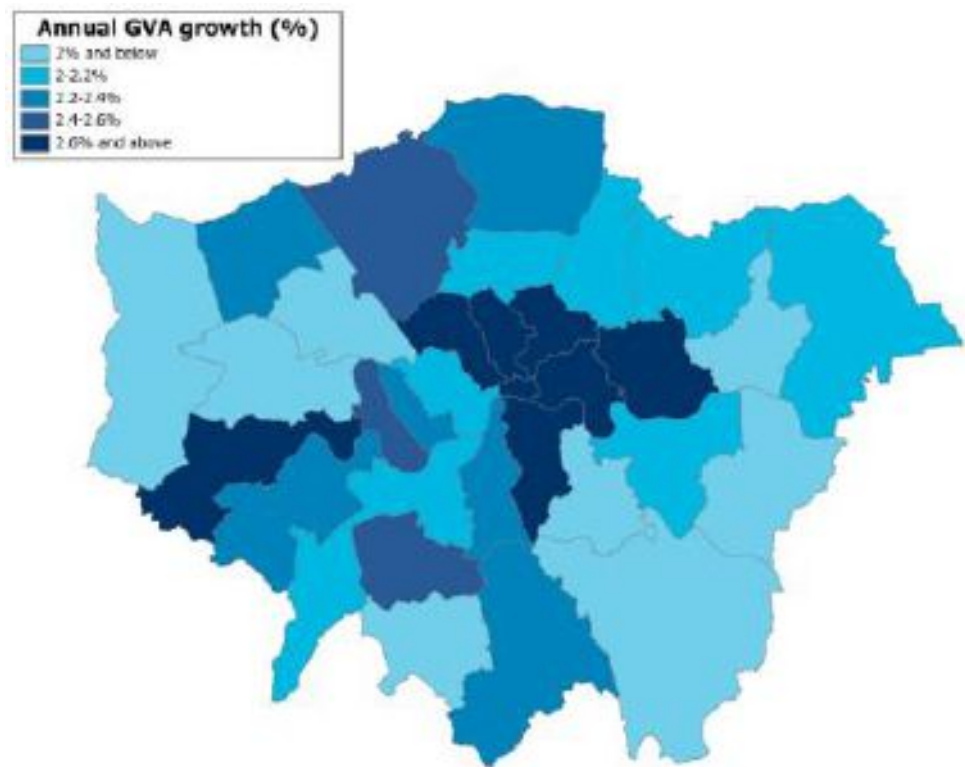 Annual GVA growth (%)
2% and below
2-2.2%
2.2-2.4%
2.4-2.6%
2.6% and above